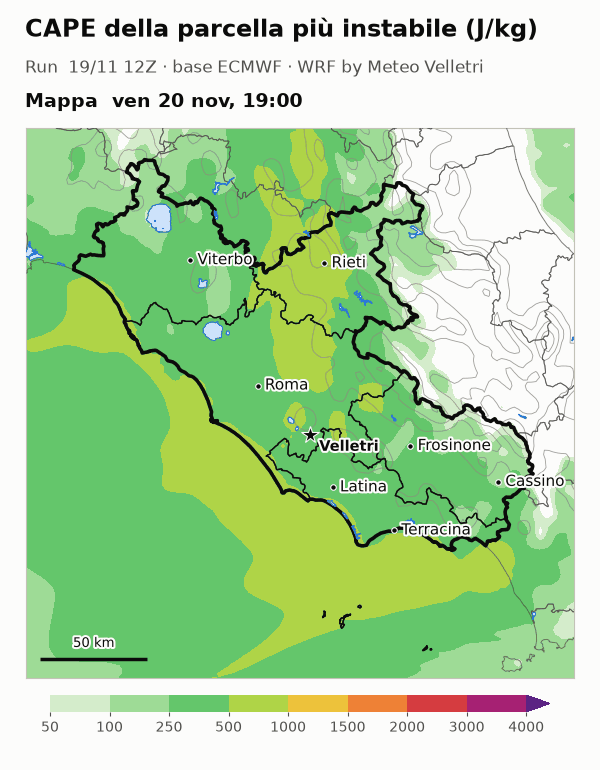 CAPE della parcella più instabile (J/kg)
Run  19/11 12Z · base ECMWF · WRF by Meteo Velletri
Mappa  ven 20 nov, 19:00
Viterbo
Rieti
Roma
Velletri
Frosinone
Cassino
Latina
Terracina
50 km
50 100 250 500 1000 1500 2000 3000 4000